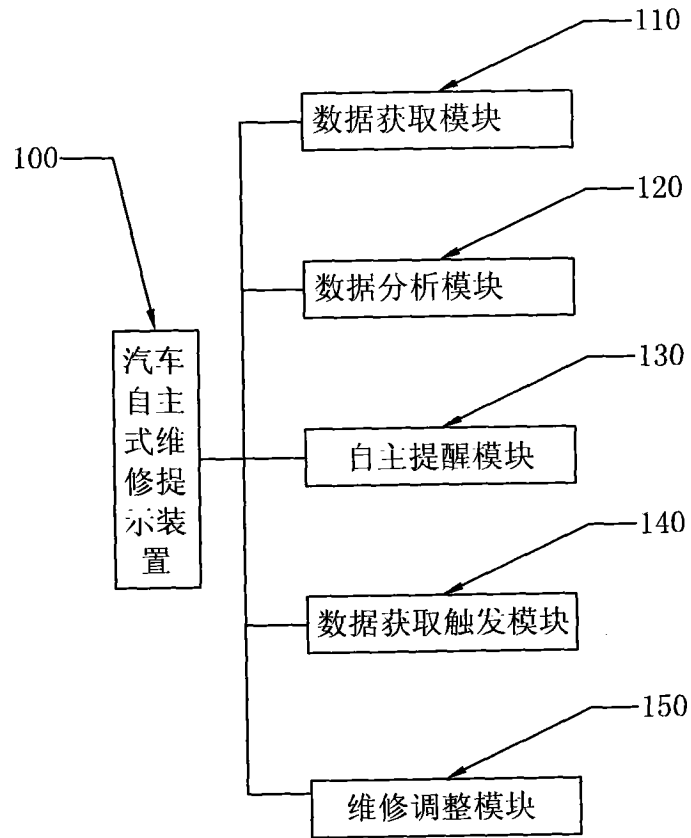 110
数据获取模块
100
120
数据分析模块
汽车
自主
式维
修提
示装
置
130
自主提醒模块
140
数据获取触发模块
150
维修调整模块